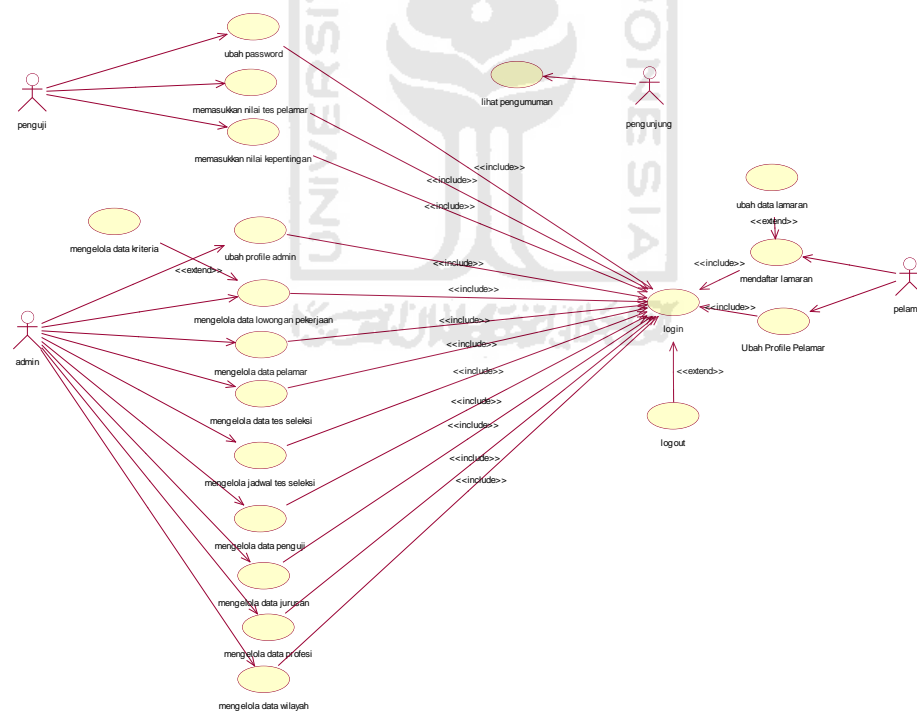 ubah password
penguji
memasukkan nilai tes pelamar
memasukkan nilai kepentingan
lihat pengumuman
pengunjung
<<include>>
<<include>>
<<include>>
ubah data lamaran
<<extend>>
mendaftar lamaran
pelam
mengelola data kriteria
ubah profile admin
<<extend>>
<<include>>
<<include>>
<<include>>
<<include>>
mengelola data lowongan pekerjaan
<<include>>
login
Ubah Profile Pelamar
admin
mengelola data pelamar
<<include>>
<<extend>>
mengelola data tes seleksi
<<include>>
<<include>>
logout
mengelola jadwal tes seleksi
<<include>>
<<include>>
mengelola data penguji
mengelola data jurusan
mengelola data profesi
mengelola data wilayah
UNIVERSI
ONESIA